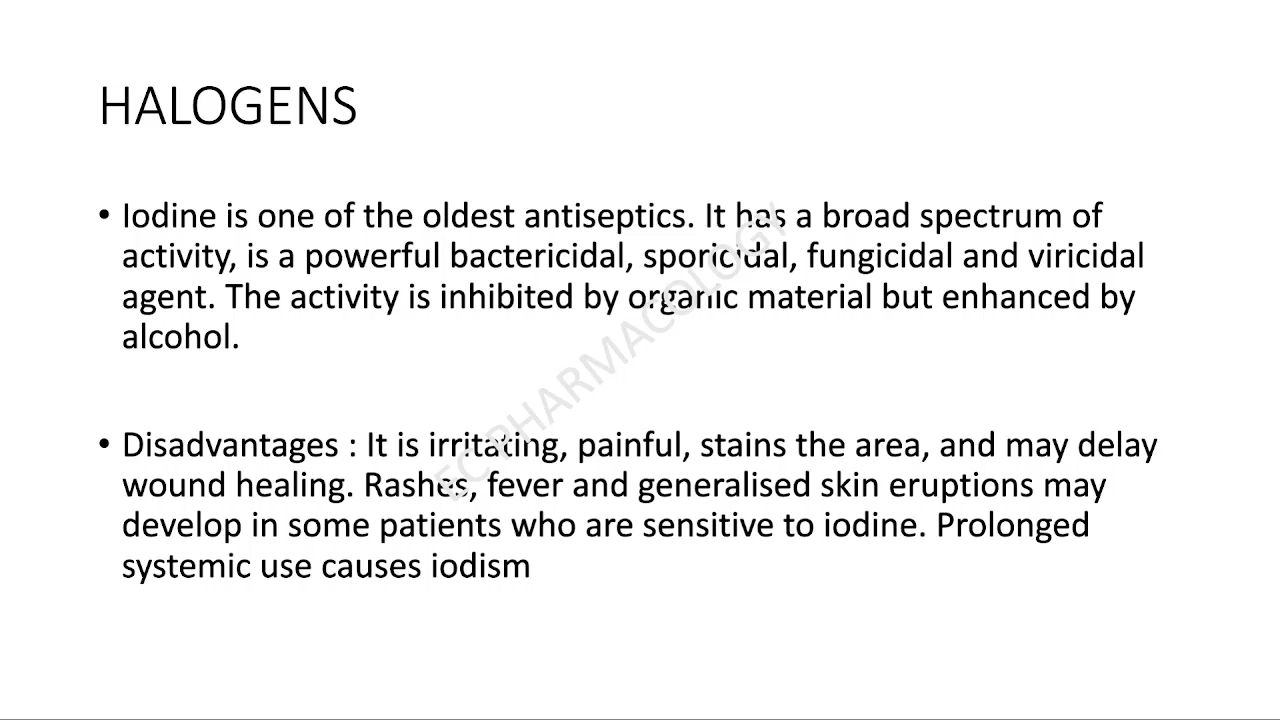 HALOGENS
• Iodine is one of the oldest antiseptics. It has a broad spectrum of
activity, is a powerful bactericidal, sporicidal, fungicidal and viricidal
agent. The activity is inhibited by organic material but enhanced by
alcohol.
• Disadvantages : It is irritating, painful, stains the area, and may delay
wound healing. Rashes, fever and generalised skin eruptions may
develop in some patients who are sensitive to iodine. Prolonged
systemic use causes iodism
EC PHARMACOLOGY